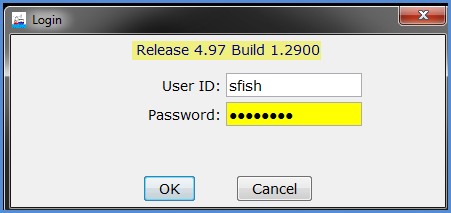 Login
Release 4.97 Build 1.2900
User ID: sfish
Password: ●●●●●●●●
OK Cancel